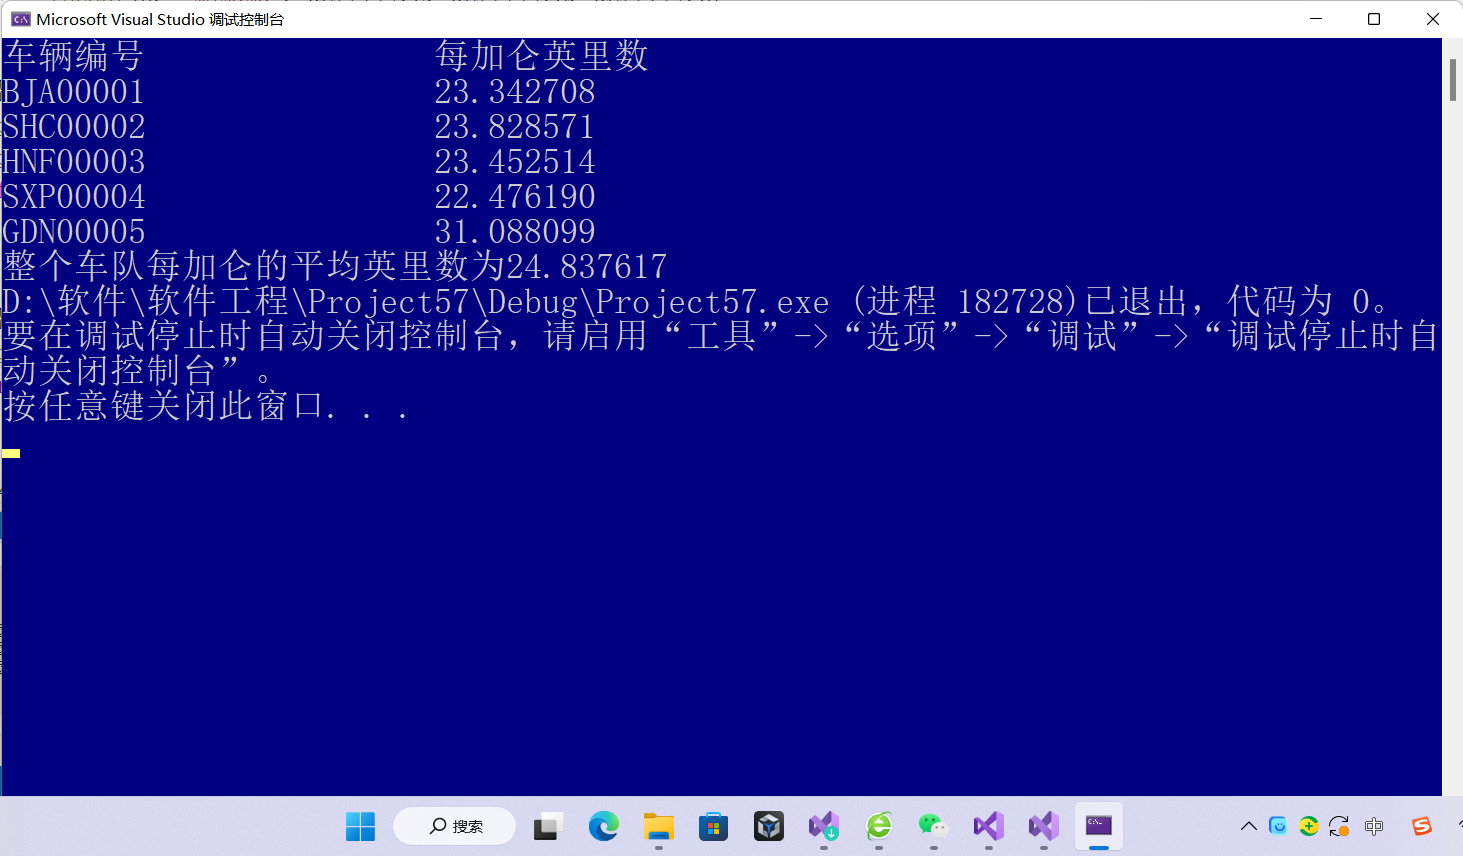 Microsoft Visual Studio 调试控制台
车辆编号 每加仑英里数
BJA00001 23.342708
SHC00002 23.828571
HNF00003 23.452514
SXP00004 22.476190
GDN00005 31.088099
整个车队每加仑的平均英里数为24.837617
D:\软件\软件工程\Project57\Debug\Project57.exe (进程 182728)已退出，代码为 0。
要在调试停止时自动关闭控制台，请启用“工具”->“选项”->“调试”->“调试停止时自
动关闭控制台”。
按任意键关闭此窗口. . .
搜索
中